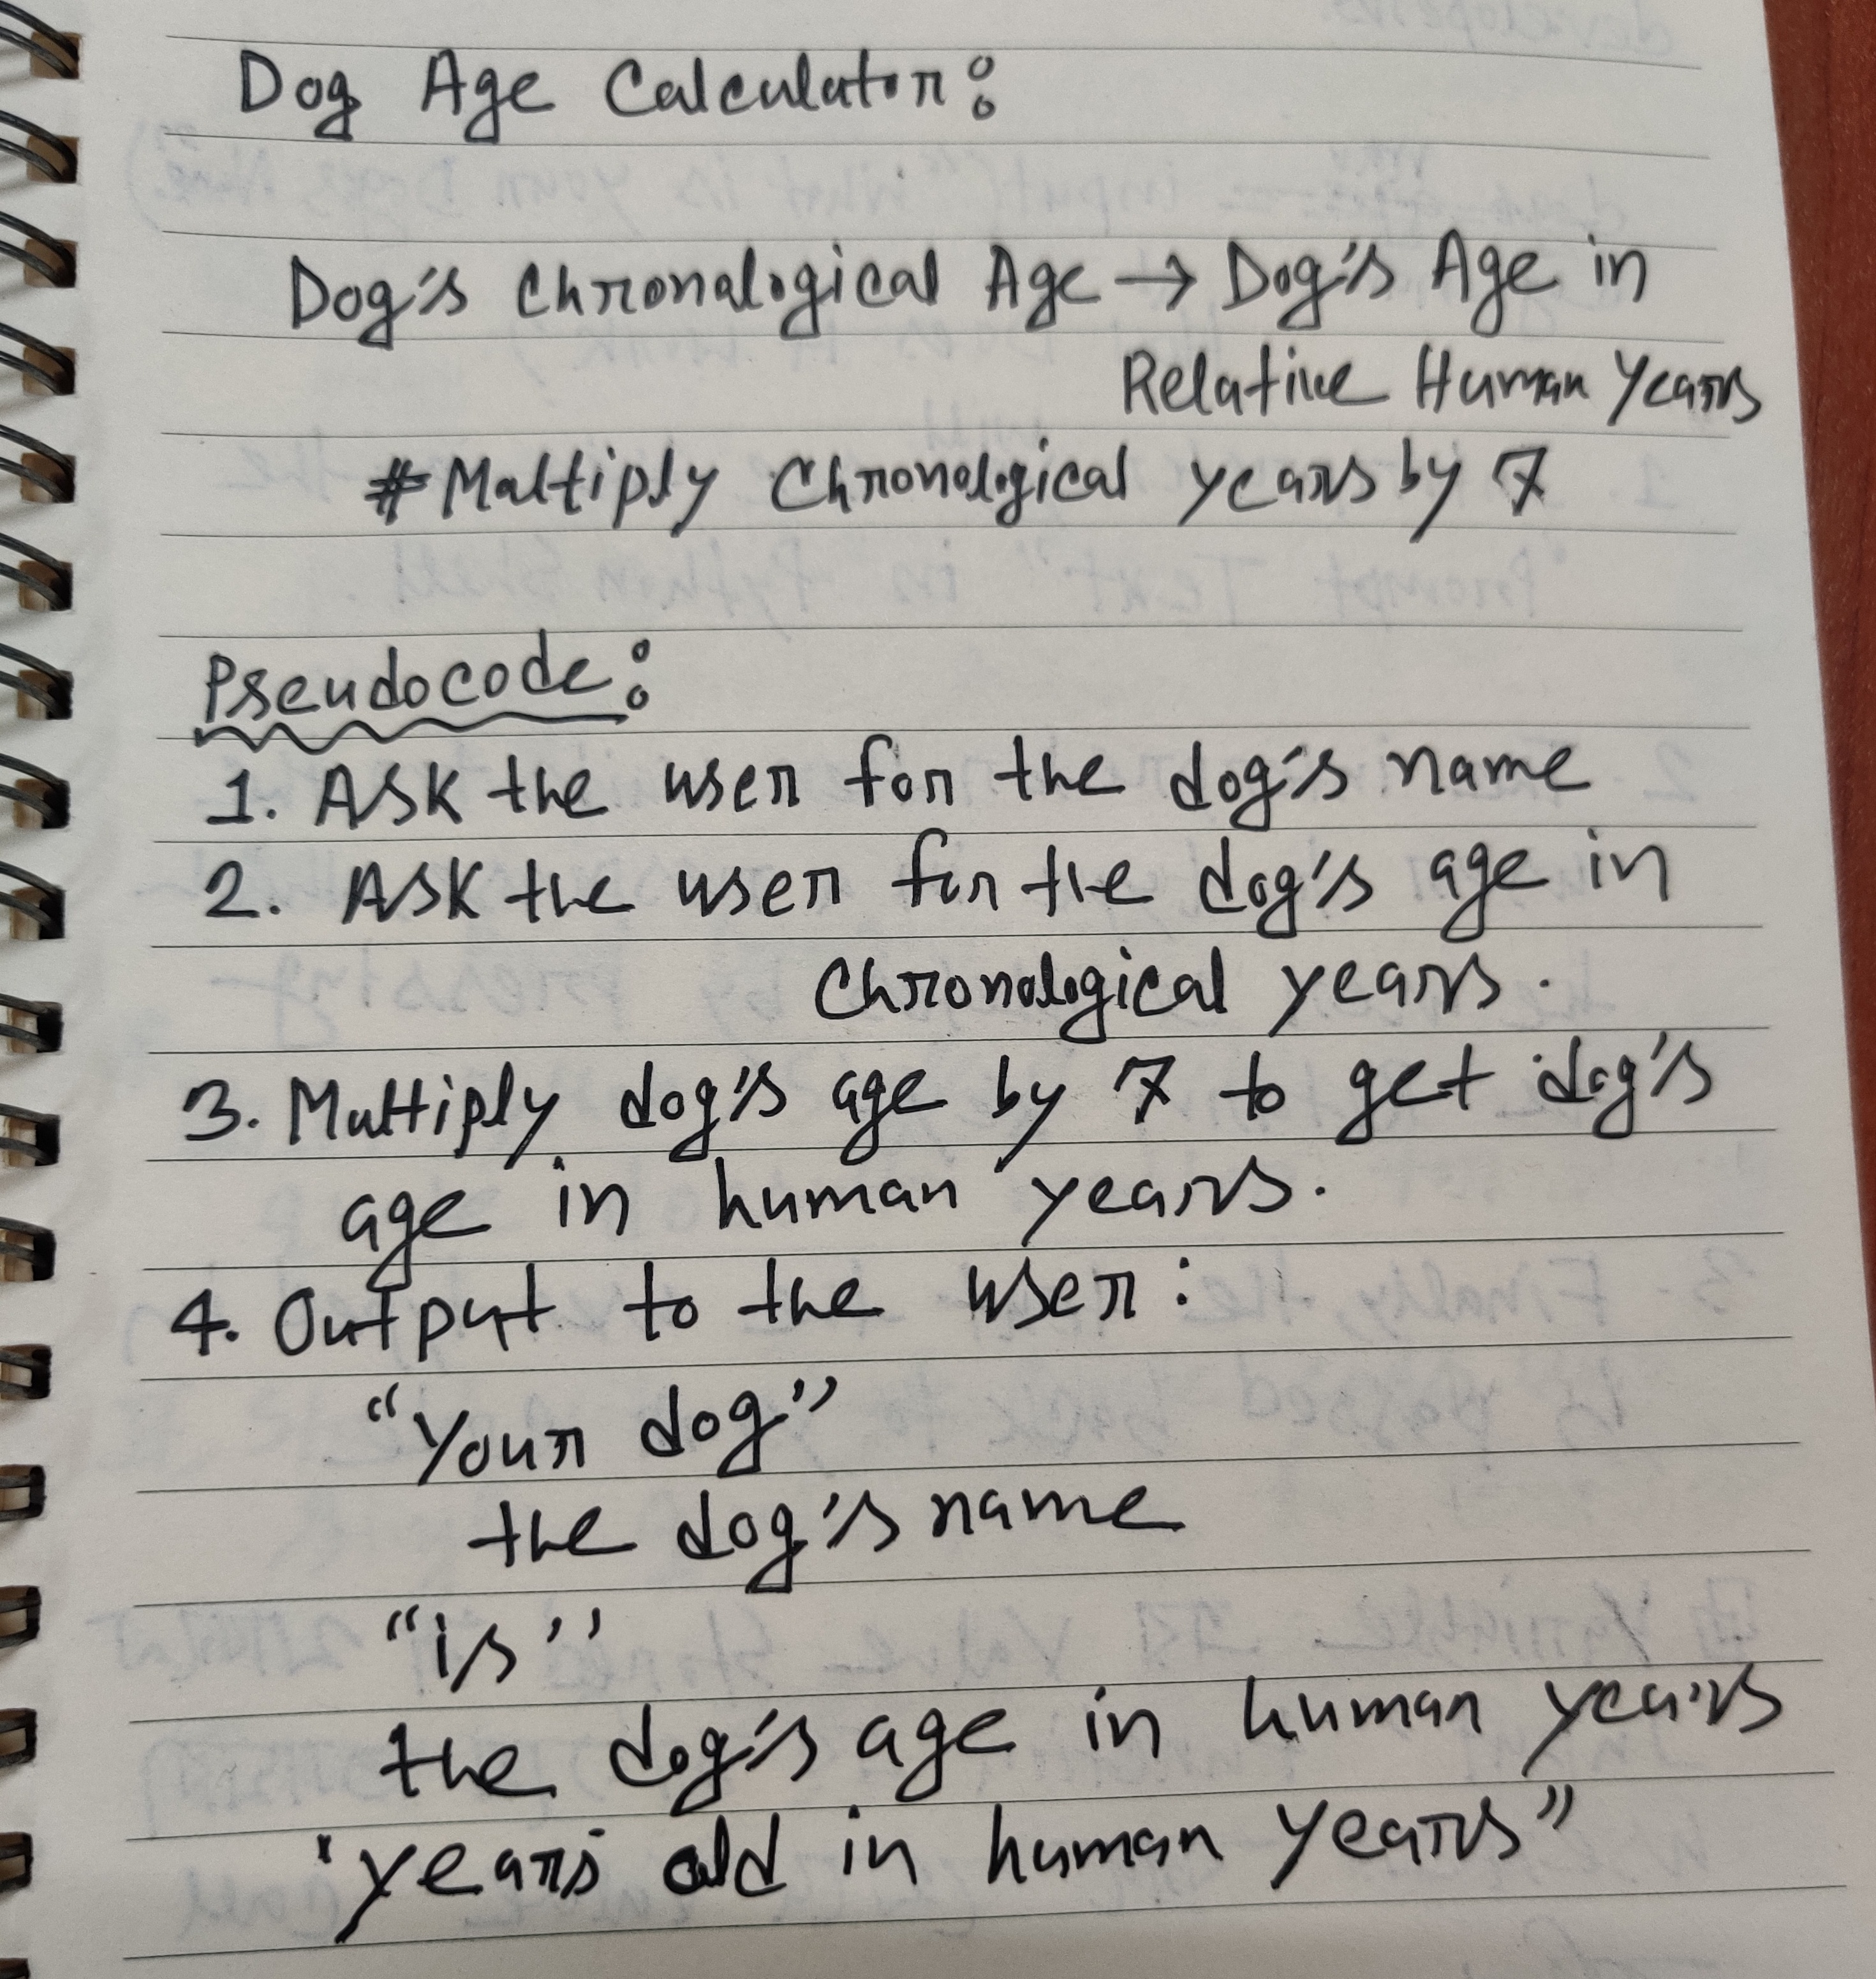 Dog Age Calculator:
Dog's Chronological Age → Dog's Age in
Relative Human Years
# Multiply Chronological years by 7
Pseudocode:
1. Ask the user for the dog's name
2. Ask the user for the dog's age in
Chronological years.
3. Multiply dog's age by 7 to get dog's
age in human years.
4. Output to the user:
"Your dog"
the dog's name
"is"
the dog's age in human years
"years old in human years"